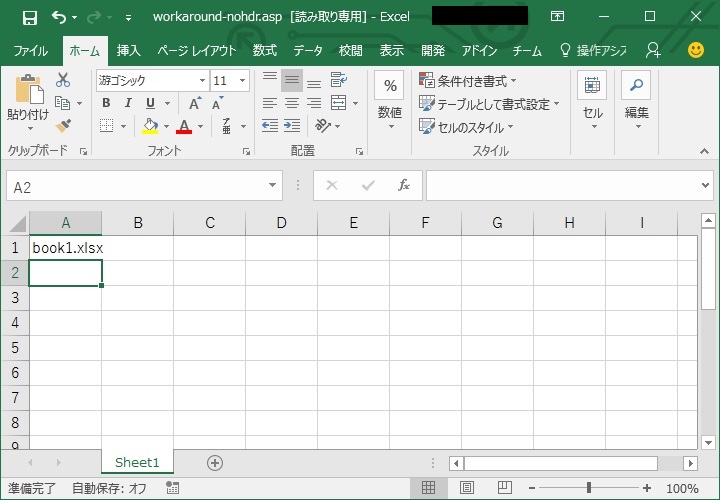 workaround-nohdr.asp [読み取り専用] - Excel
ファイル ホーム 挿入 ページ レイアウト 数式 データ 校閲 表示 開発 アドイン チーム 操作アシス
貼り付け 游ゴシック 11 % 条件付き書式
B I U A A 数値 テーブルとして書式設定 セル 編集
A ア亜 セルのスタイル
クリップボード フォント 配置 スタイル
A2 fx
A B C D E F G H I
1 book1.xlsx
2
3
4
5
6
7
8
9
Sheet1
準備完了 自動保存: オフ 100%